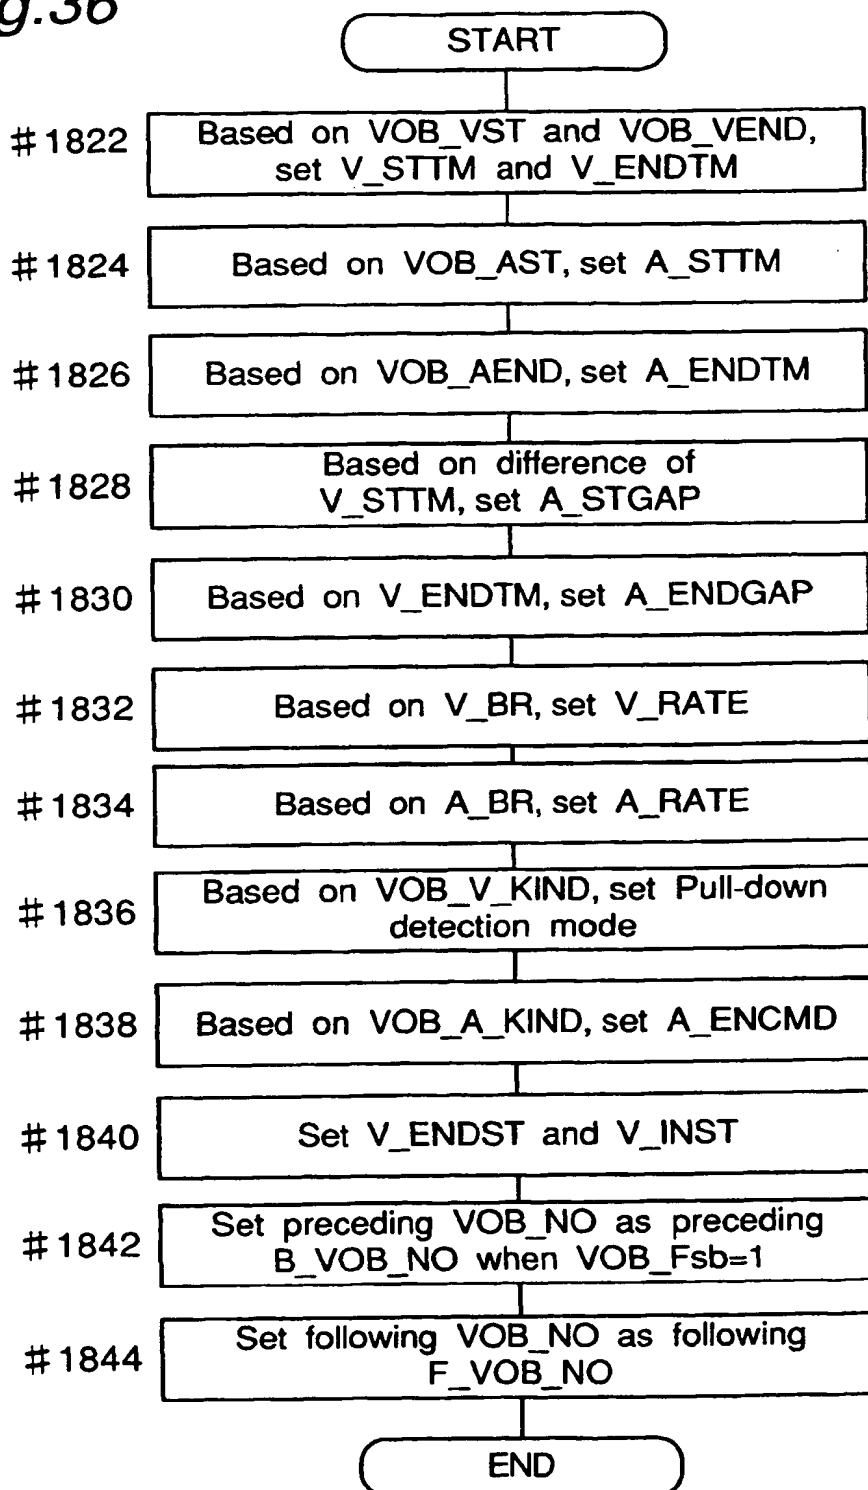 g.36
START
#1822
Based on VOB_VST and VOB_VEND,
set V_STTM and V_ENDTM
#1824
Based on VOB_AST, set A_STTM
#1826
Based on VOB_AEND, set A_ENDTM
#1828
Based on difference of
V_STTM, set A_STGAP
#1830
Based on V_ENDTM, set A_ENDGAP
#1832
Based on V_BR, set V_RATE
#1834
Based on A_BR, set A_RATE
#1836
Based on VOB_V_KIND, set Pull-down
detection mode
#1838
Based on VOB_A_KIND, set A_ENCMD
#1840
Set V_ENDST and V_INST
#1842
Set preceding VOB_NO as preceding
B_VOB_NO when VOB_Fsb=1
#1844
Set following VOB_NO as following
F_VOB_NO
END